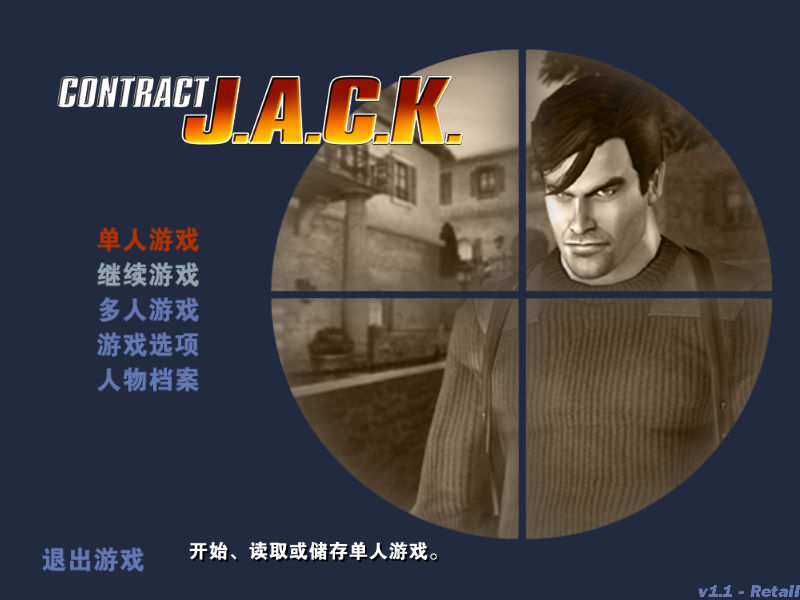 CONTRACT
J.A.C.K.
单人游戏
继续游戏
多人游戏
游戏选项
人物档案
退出游戏
开始、读取或储存单人游戏。
v1.1 - Retail